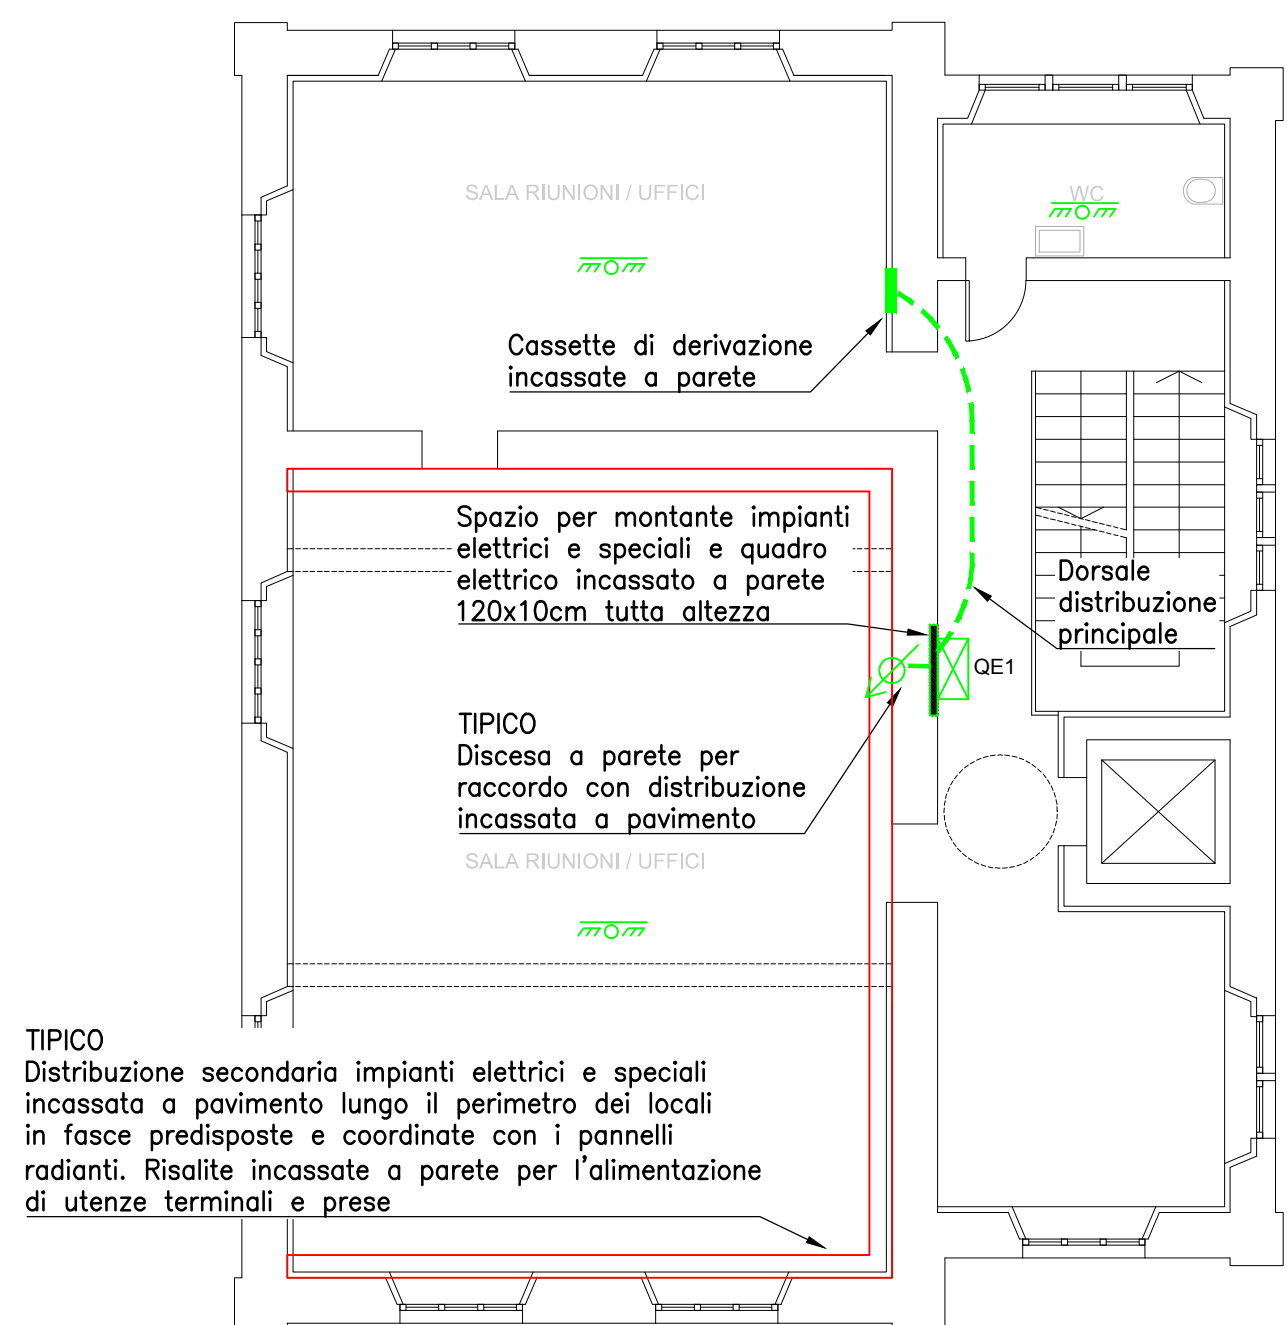 SALA RIUNIONI / UFFICI
WC
Cassette di derivazione
incassate a parete
Spazio per montante impianti
elettrici e speciali e quadro
elettrico incassato a parete
120x10cm tutta altezza
Dorsale
distribuzione
principale
QE1
TIPICO
Discesa a parete per
raccordo con distribuzione
incassata a pavimento
SALA RIUNIONI / UFFICI
TIPICO
Distribuzione secondaria impianti elettrici e speciali
incassata a pavimento lungo il perimetro dei locali
in fasce predisposte e coordinate con i pannelli
radianti. Risalite incassate a parete per l'alimentazione
di utenze terminali e prese